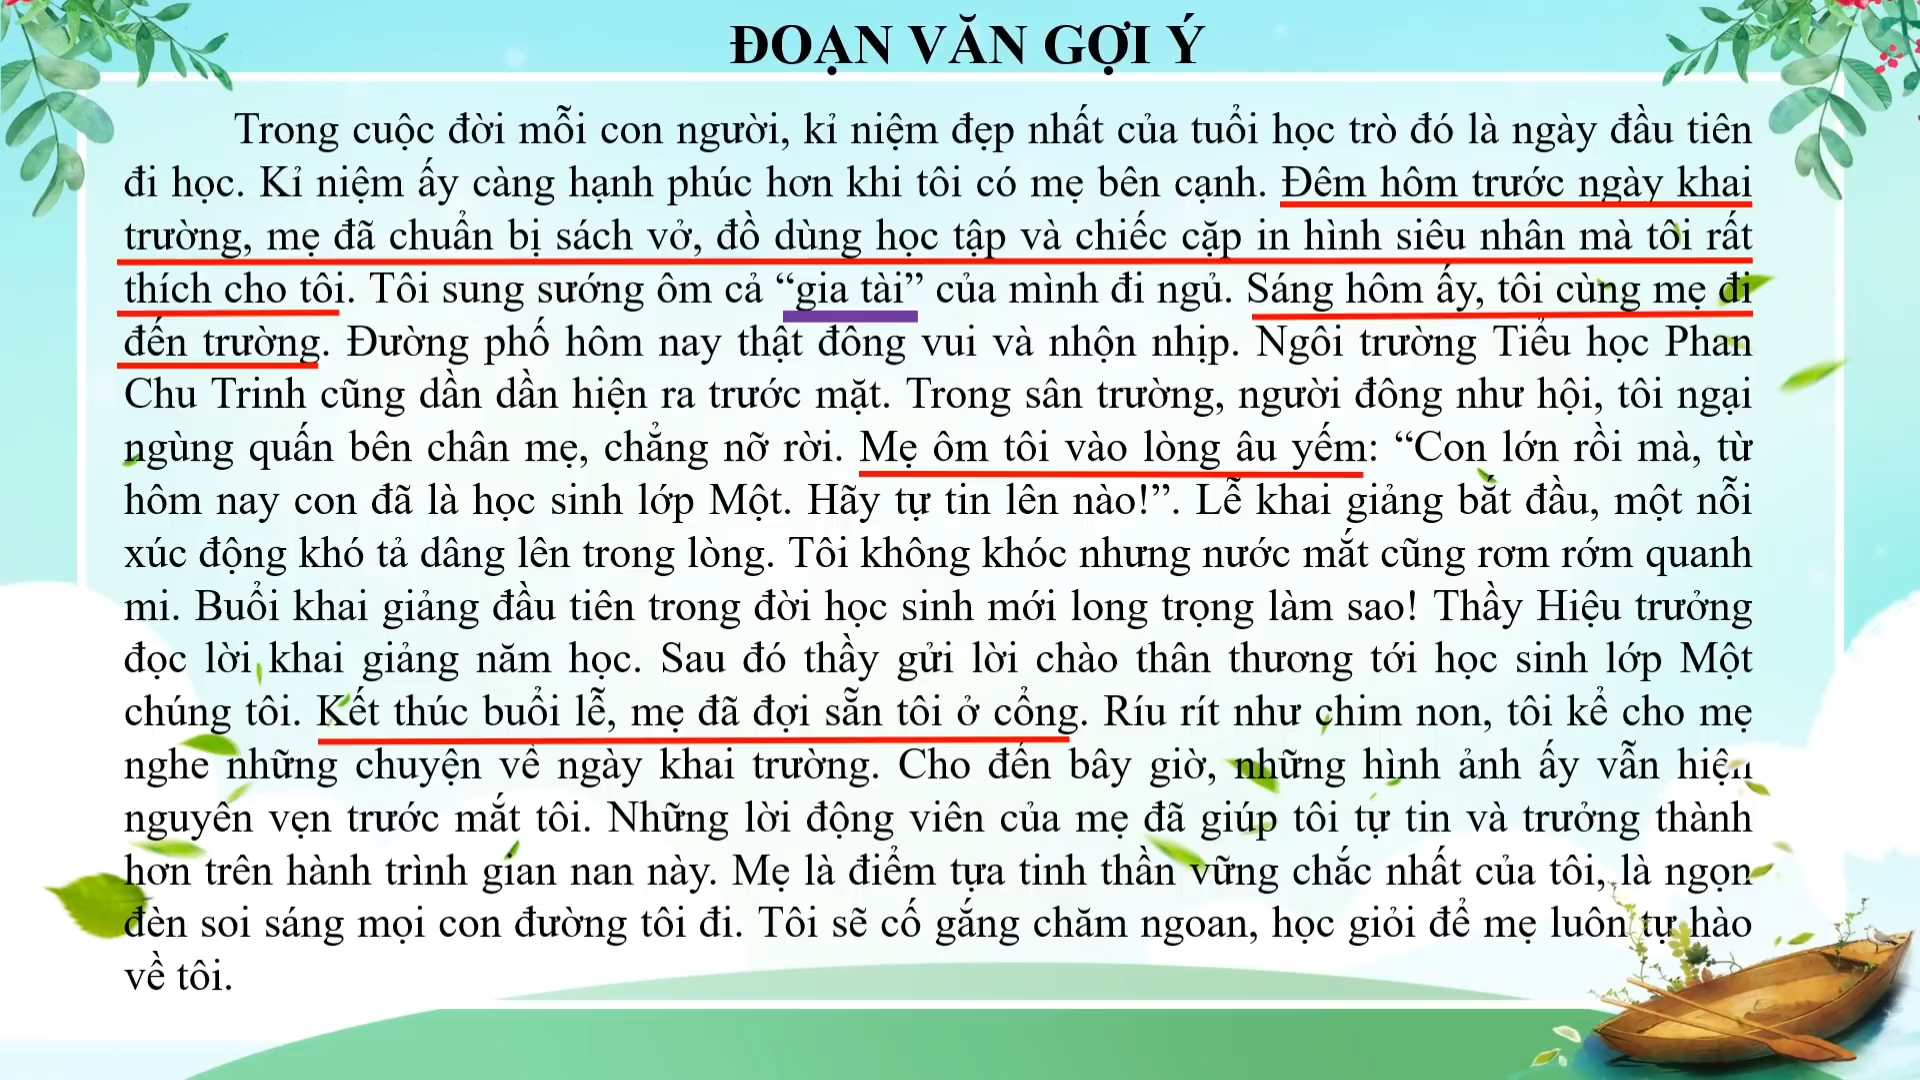 ĐOẠN VĂN GỢI Ý
Trong cuộc đời mỗi con người, kỉ niệm đẹp nhất của tuổi học trò đó là ngày đầu tiên
đi học. Kỉ niệm ấy càng hạnh phúc hơn khi tôi có mẹ bên cạnh. Đêm hôm trước ngày khai
trường, mẹ đã chuẩn bị sách vở, đồ dùng học tập và chiếc cặp in hình siêu nhân mà tôi rất
thích cho tôi. Tôi sung sướng ôm cả “gia tài” của mình đi ngủ. Sáng hôm ấy, tôi cùng mẹ đi
đến trường. Đường phố hôm nay thật đông vui và nhộn nhịp. Ngôi trường Tiểu học Phan
Chu Trinh cũng dần dần hiện ra trước mặt. Trong sân trường, người đông như hội, tôi ngại
ngùng quấn bên chân mẹ, chẳng nỡ rời. Mẹ ôm tôi vào lòng âu yếm: “Con lớn rồi mà, từ
hôm nay con đã là học sinh lớp Một. Hãy tự tin lên nào!”. Lễ khai giảng bắt đầu, một nỗi
xúc động khó tả dâng lên trong lòng. Tôi không khóc nhưng nước mắt cũng rơm rớm quanh
mi. Buổi khai giảng đầu tiên trong đời học sinh mới long trọng làm sao! Thầy Hiệu trưởng
đọc lời khai giảng năm học. Sau đó thầy gửi lời chào thân thương tới học sinh lớp Một
chúng tôi. Kết thúc buổi lễ, mẹ đã đợi sẵn tôi ở cổng. Ríu rít như chim non, tôi kể cho mẹ
nghe những chuyện về ngày khai trường. Cho đến bây giờ, những hình ảnh ấy vẫn hiện
nguyên vẹn trước mắt tôi. Những lời động viên của mẹ đã giúp tôi tự tin và trưởng thành
hơn trên hành trình gian nan này. Mẹ là điểm tựa tinh thần vững chắc nhất của tôi, là ngọn
đèn soi sáng mọi con đường tôi đi. Tôi sẽ cố gắng chăm ngoan, học giỏi để mẹ luôn tự hào
về tôi.